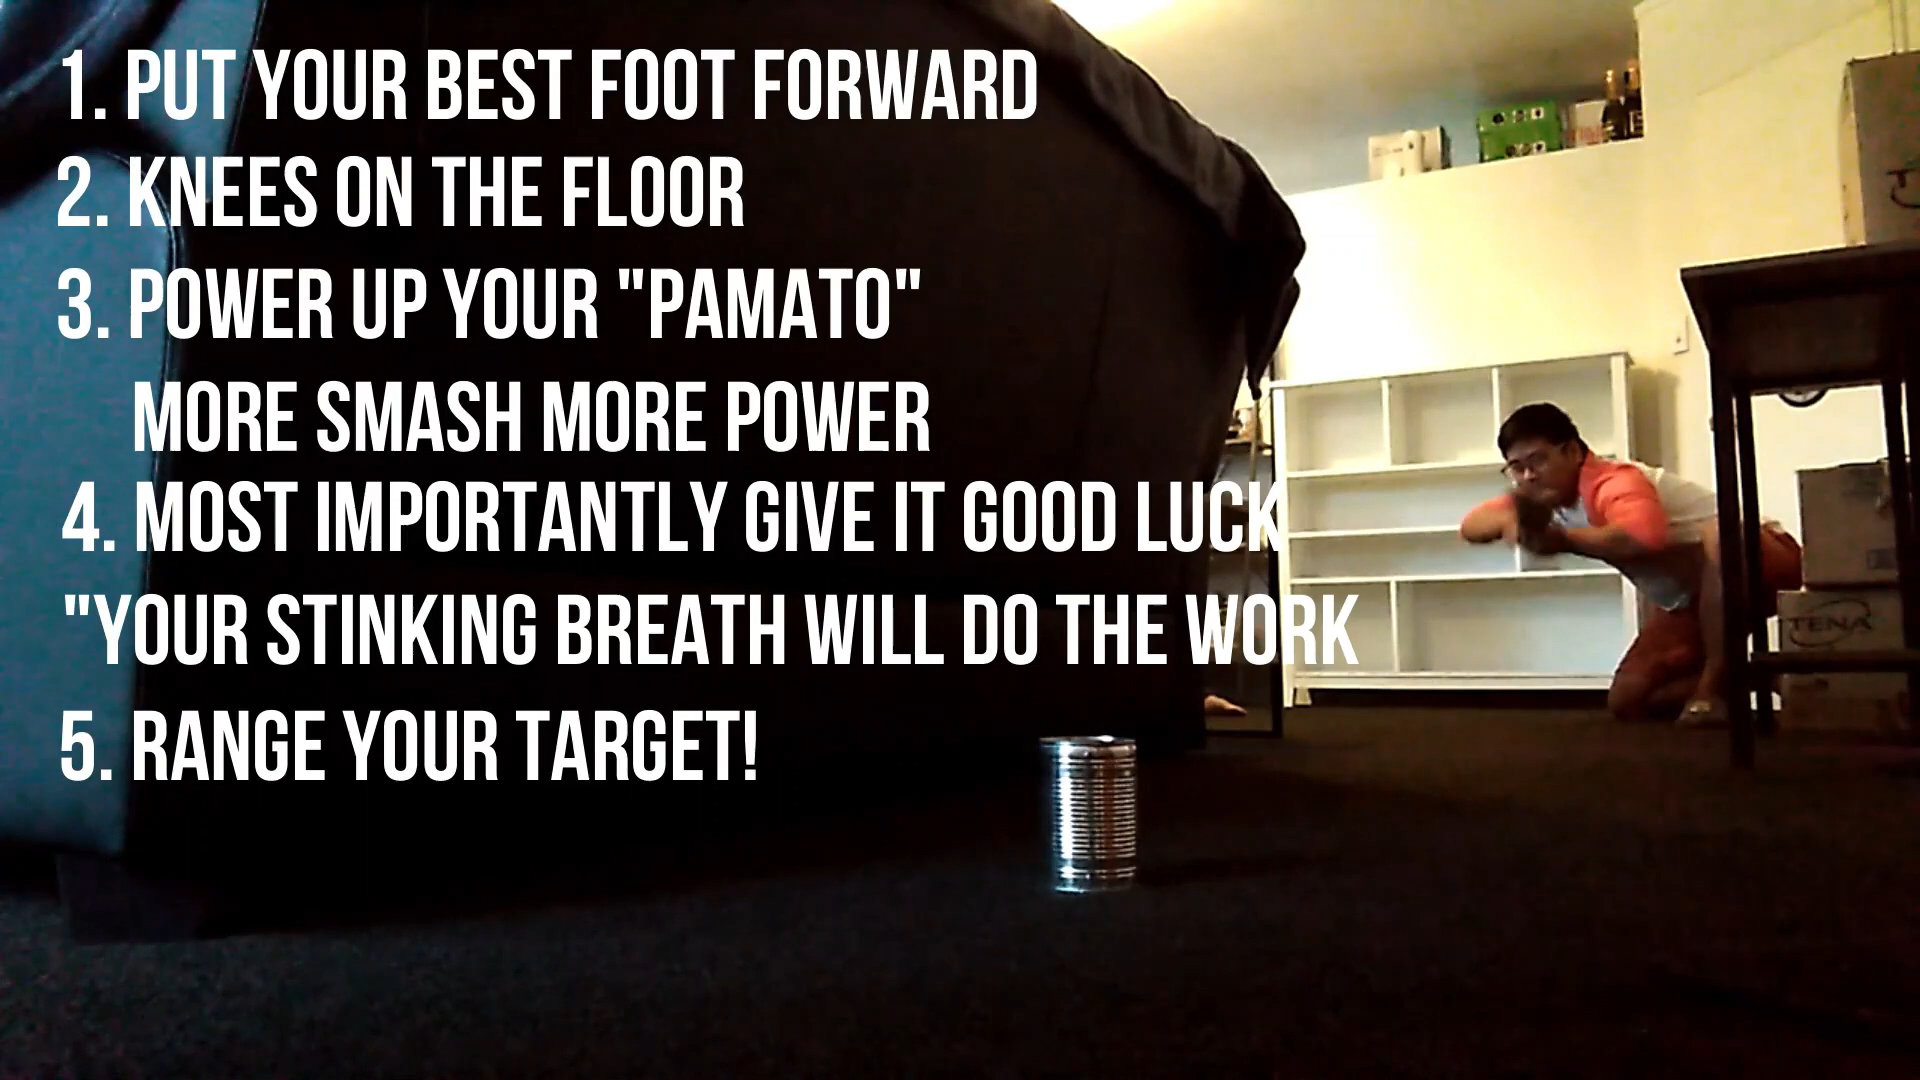 1. PUT YOUR BEST FOOT FORWARD
2. KNEES ON THE FLOOR
3. POWER UP YOUR "PAMATO"
MORE SMASH MORE POWER
4. MOST IMPORTANTLY GIVE IT GOOD LUCK
"YOUR STINKING BREATH WILL DO THE WORK
5. RANGE YOUR TARGET!
TENA